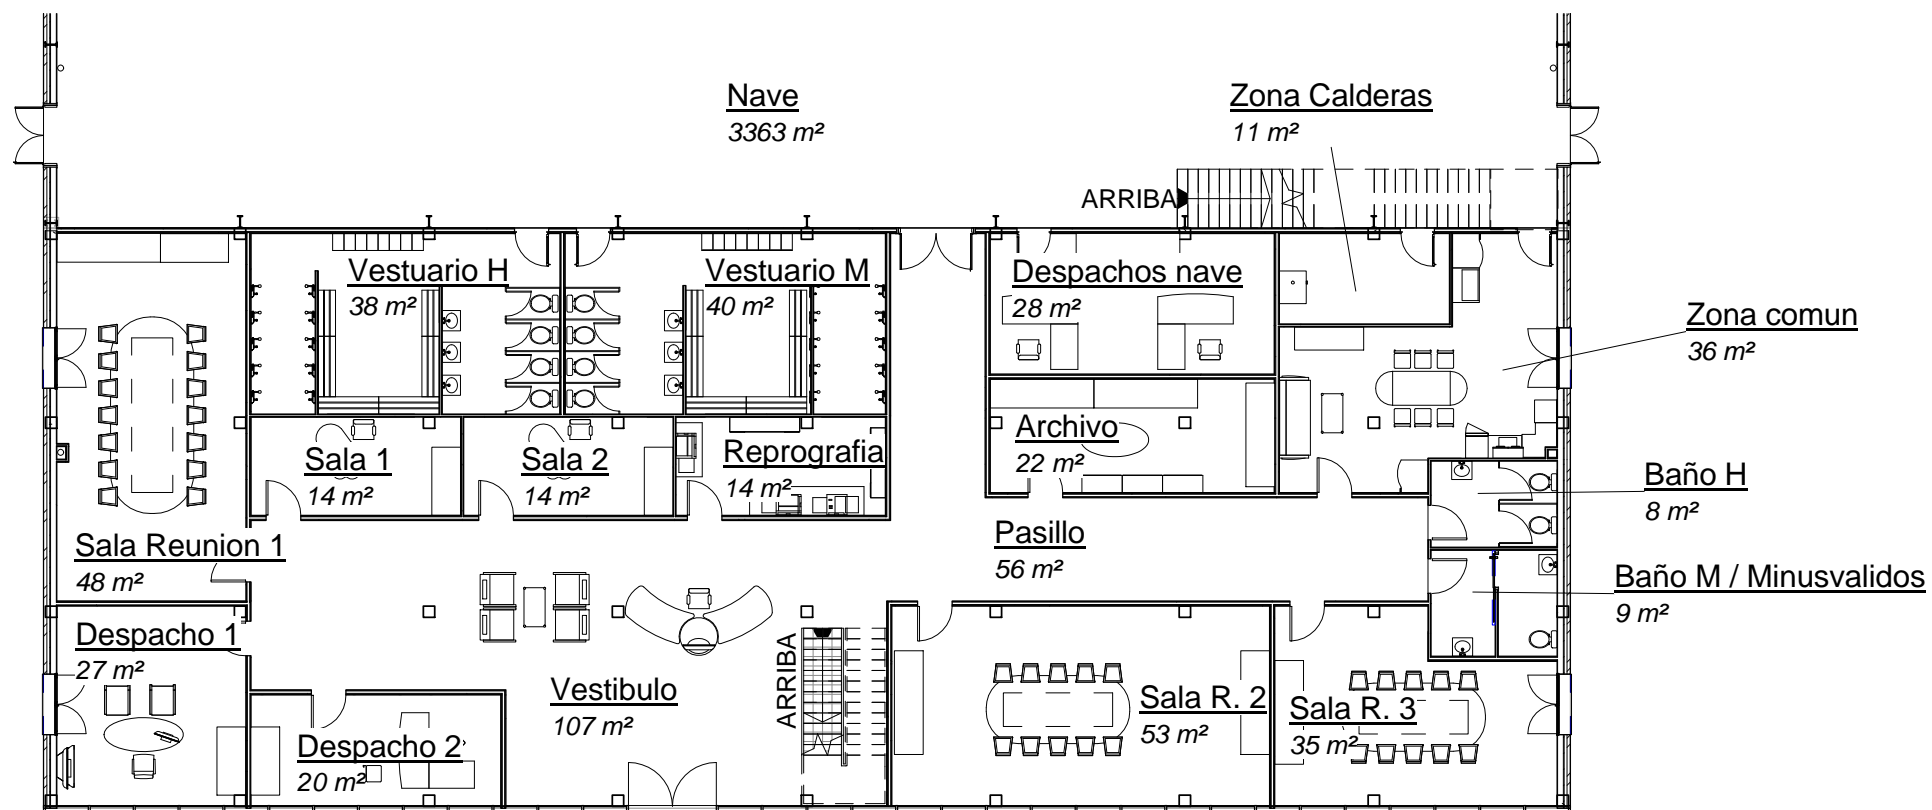 Nave
3363 m²
Zona Calderas
11 m²
ARRIBA
Vestuario H
38 m²
Vestuario M
40 m²
Despachos nave
28 m²
Zona comun
36 m²
Sala 1
14 m²
Sala 2
14 m²
Reprografia
14 m²
Archivo
22 m²
Baño H
8 m²
Sala Reunion 1
48 m²
Pasillo
56 m²
Baño M / Minusvalidos
9 m²
Despacho 1
27 m²
ARRIBA
Vestibulo
107 m²
Sala R. 2
53 m²
Sala R. 3
35 m²
Despacho 2
20 m²